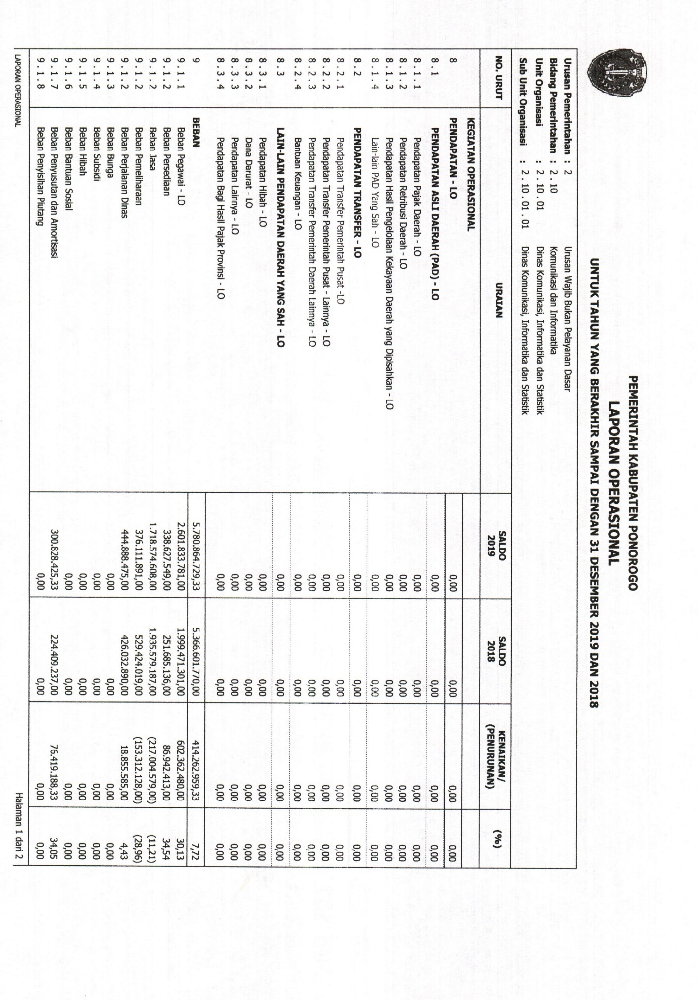 PEMERINTAH KABUPATEN PONOROGO
LAPORAN OPERASIONAL
UNTUK TAHUN YANG BERAKHIR SAMPAI DENGAN 31 DESEMBER 2019 DAN 2018
Urusan Pemerintahan : 2 Urusan Wajib Bukan Pelayanan Dasar
Bidang Pemerintahan : 2 . 10 Komunikasi dan Informatika
Unit Organisasi : 2 . 10 . 01 Dinas Komunikasi, Informatika dan Statistik
Sub Unit Organisasi : 2 . 10 . 01 . 01 Dinas Komunikasi, Informatika dan Statistik
NO. URUT URAIAN SALDO 2019 SALDO 2018 KENAIKAN/ (PENURUNAN) (%)
KEGIATAN OPERASIONAL
8 PENDAPATAN - LO 0,00 0,00 0,00 0,00
8 . 1 PENDAPATAN ASLI DAERAH (PAD) - LO 0,00 0,00 0,00 0,00
8 . 1 . 1 Pendapatan Pajak Daerah - LO 0,00 0,00 0,00 0,00
8 . 1 . 2 Pendapatan Retribusi Daerah - LO 0,00 0,00 0,00 0,00
8 . 1 . 3 Pendapatan Hasil Pengelolaan Kekayaan Daerah yang Dipisahkan - LO 0,00 0,00 0,00 0,00
8 . 1 . 4 Lain-lain PAD Yang Sah - LO 0,00 0,00 0,00 0,00
8 . 2 PENDAPATAN TRANSFER - LO 0,00 0,00 0,00 0,00
8 . 2 . 1 Pendapatan Transfer Pemerintah Pusat -LO 0,00 0,00 0,00 0,00
8 . 2 . 2 Pendapatan Transfer Pemerintah Pusat - Lainnya - LO 0,00 0,00 0,00 0,00
8 . 2 . 3 Pendapatan Transfer Pemerintah Daerah Lainnya - LO 0,00 0,00 0,00 0,00
8 . 2 . 4 Bantuan Keuangan - LO 0,00 0,00 0,00 0,00
8 . 3 LAIN-LAIN PENDAPATAN DAERAH YANG SAH - LO 0,00 0,00 0,00 0,00
8 . 3 . 1 Pendapatan Hibah - LO 0,00 0,00 0,00 0,00
8 . 3 . 2 Dana Darurat - LO 0,00 0,00 0,00 0,00
8 . 3 . 3 Pendapatan Lainnya - LO 0,00 0,00 0,00 0,00
8 . 3 . 4 Pendapatan Bagi Hasil Pajak Provinsi - LO 0,00 0,00 0,00 0,00
9 BEBAN 5.780.864.729,33 5.366.601.770,00 414.262.959,33 7,72
9 . 1 . 1 Beban Pegawai - LO 2.601.833.781,00 1.999.471.301,00 602.362.480,00 30,13
9 . 1 . 2 Beban Persediaan 338.627.549,00 251.685.136,00 86.942.413,00 34,54
9 . 1 . 2 Beban Jasa 1.718.574.608,00 1.935.579.187,00 (217.004.579,00) (11,21)
9 . 1 . 2 Beban Pemeliharaan 376.111.891,00 529.424.019,00 (153.312.128,00) (28,96)
9 . 1 . 2 Beban Perjalanan Dinas 444.888.475,00 426.032.890,00 18.855.585,00 4,43
9 . 1 . 3 Beban Bunga 0,00 0,00 0,00 0,00
9 . 1 . 4 Beban Subsidi 0,00 0,00 0,00 0,00
9 . 1 . 5 Beban Hibah 0,00 0,00 0,00 0,00
9 . 1 . 6 Beban Bantuan Sosial 0,00 0,00 0,00 0,00
9 . 1 . 7 Beban Penyusutan dan Amortisasi 300.828.425,33 224.409.237,00 76.419.188,33 34,05
9 . 1 . 8 Beban Penyisihan Piutang 0,00 0,00 0,00 0,00
LAPORAN OPERASIONAL Halaman 1 dari 2